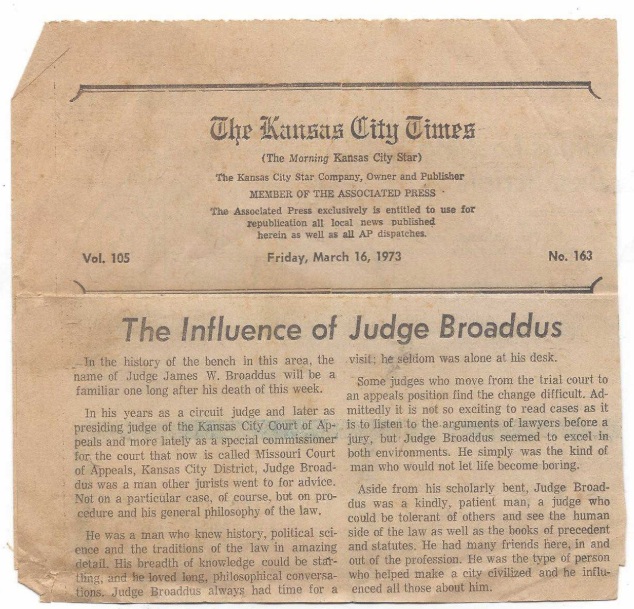 The Kansas City Times
(The Morning Kansas City Star)
The Kansas City Star Company, Owner and Publisher
MEMBER OF THE ASSOCIATED PRESS
The Associated Press exclusively is entitled to use for
republication all local news published
herein as well as all AP dispatches.
Vol. 105 Friday, March 16, 1973 No. 163
The Influence of Judge Broaddus
In the history of the bench in this area, the
name of Judge James W. Broaddus will be a
familiar one long after his death of this week.
In his years as a circuit judge and later as
presiding judge of the Kansas City Court of Ap-
peals and more lately as a special commissioner
for the court that now is called Missouri Court
of Appeals, Kansas City District, Judge Broad-
dus was a man other jurists went to for advice.
Not on a particular case, of course, but on pro-
cedure and his general philosophy of the law.
He was a man who knew history, political sci-
ence and the traditions of the law in amazing
detail. His breadth of knowledge could be star-
tling, and he loved long, philosophical conversa-
tions. Judge Broaddus always had time for a
visit; he seldom was alone at his desk.
Some judges who move from the trial court to
an appeals position find the change difficult. Ad-
mittedly it is not so exciting to read cases as it
is to listen to the arguments of lawyers before a
jury, but Judge Broaddus seemed to excel in
both environments. He simply was the kind of
man who would not let life become boring.
Aside from his scholarly bent, Judge Broad-
dus was a kindly, patient man, a judge who
could be tolerant of others and see the human
side of the law as well as the books of precedent
and statutes. He had many friends here, in and
out of the profession. He was the type of person
who helped make a city civilized and he influ-
enced all those about him.